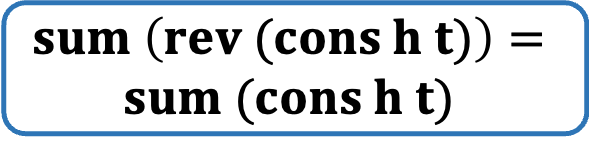 sum (rev (cons h t)) =
sum (cons h t)